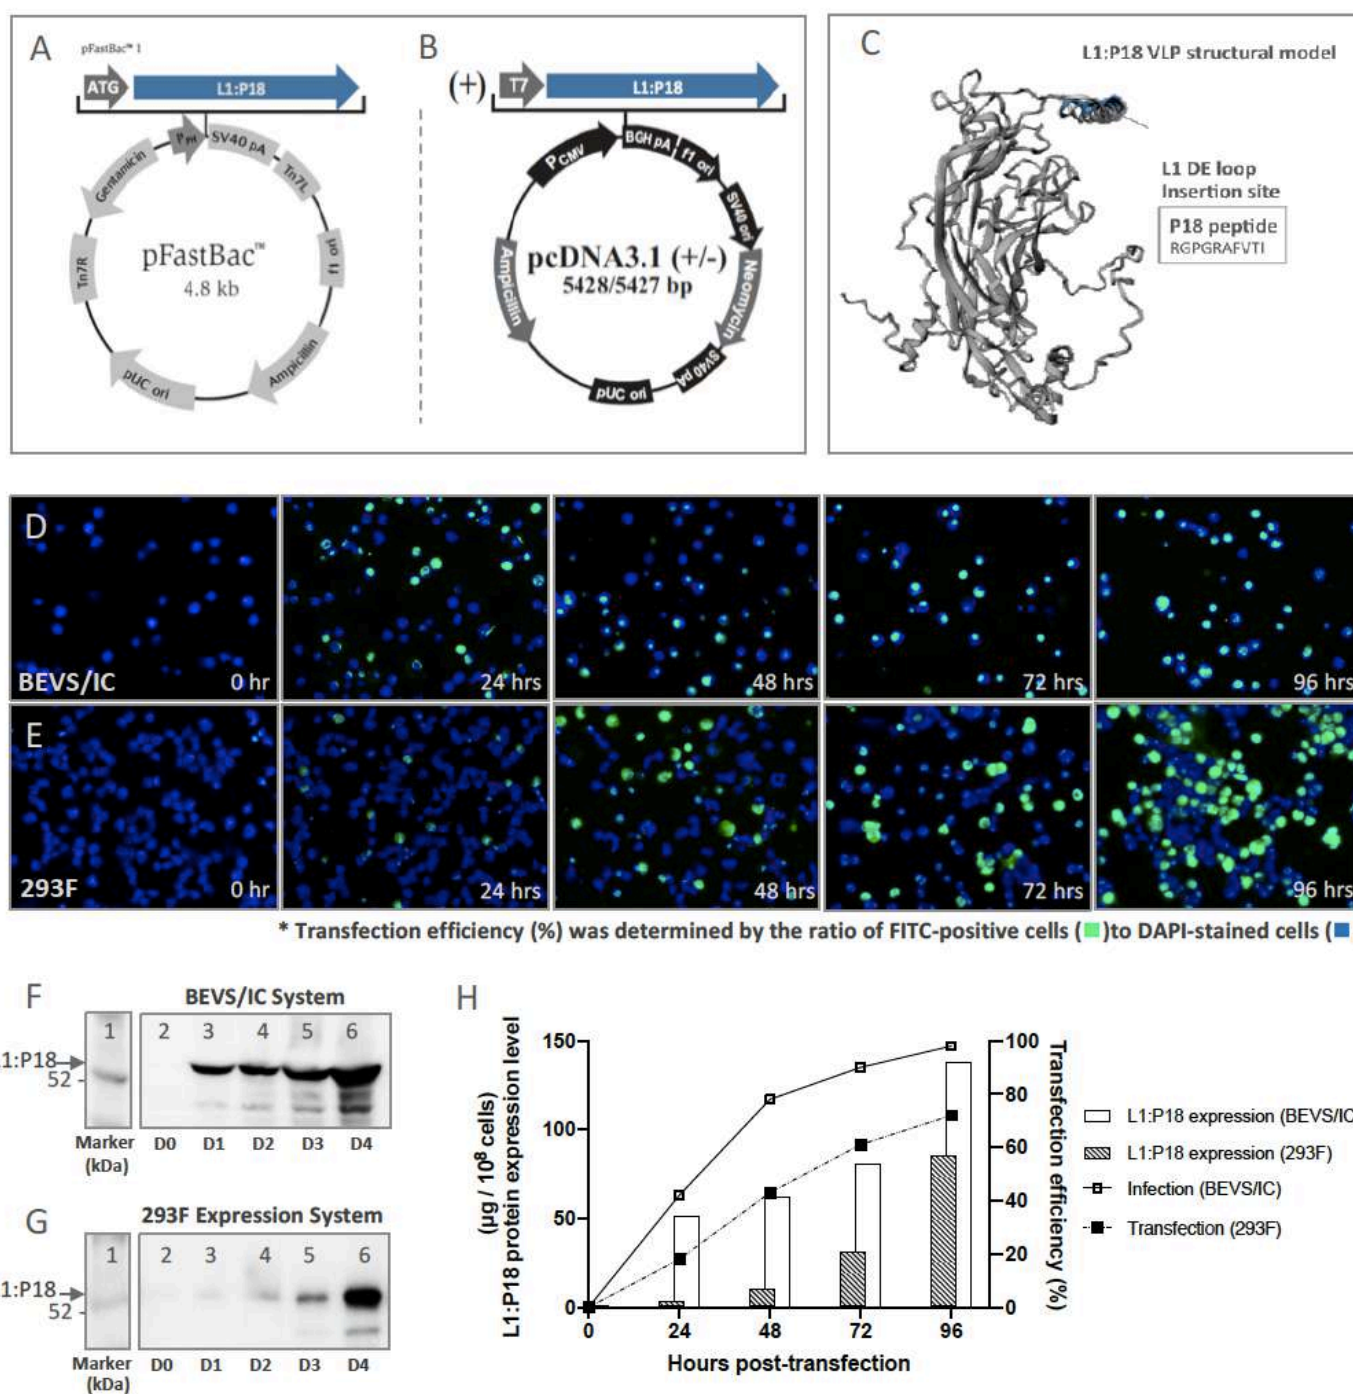 A
pFastBac™ 1
ATG
L1:P18
PPH
SV40 pA
Tn7L
f1 ori
Ampicillin
pUC ori
Tn7R
Gentamicin
pFastBac™
4.8 kb
B
(+)
T7
L1:P18
PCMV
BGH pA
f1 ori
SV40 ori
Neomycin
SV40 pA
pUC ori
Ampicillin
pcDNA3.1 (+/-)
5428/5427 bp
C
L1:P18 VLP structural model
L1 DE loop
Insertion site
P18 peptide
RGPGRAFVTI
D
BEVS/IC
0 hr
24 hrs
48 hrs
72 hrs
96 hrs
E
293F
0 hr
24 hrs
48 hrs
72 hrs
96 hrs
* Transfection efficiency (%) was determined by the ratio of FITC-positive cells ( )to DAPI-stained cells (
F
BEVS/IC System
1 2 3 4 5 6
1:P18
52
Marker D0 D1 D2 D3 D4
(kDa)
G
293F Expression System
1 2 3 4 5 6
1:P18
52
Marker D0 D1 D2 D3 D4
(kDa)
H
L1:P18 protein expression level
(µg / 10⁸ cells)
150
100
50
0
0 24 48 72 96
Hours post-transfection
100
80
60
40
20
0
Transfection efficiency (%)
L1:P18 expression (BEVS/IC
L1:P18 expression (293F)
Infection (BEVS/IC)
Transfection (293F)